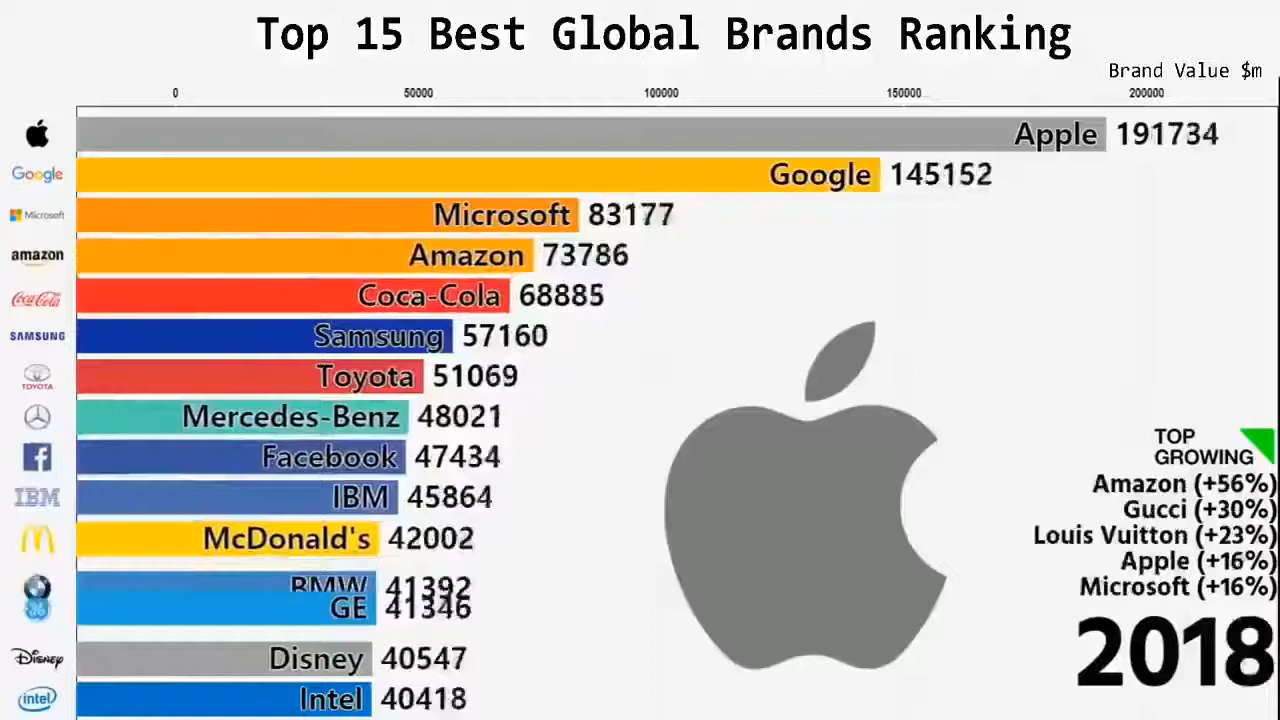 Top 15 Best Global Brands Ranking
Brand Value $m
0 50000 100000 150000 200000
Apple 191734
Google Google 145152
Microsoft Microsoft 83177
amazon Amazon 73786
Coca-Cola Coca-Cola 68885
SAMSUNG Samsung 57160
TOYOTA Toyota 51069
Mercedes-Benz 48021
f Facebook 47434
IBM IBM 45864
McDonald's 42002
BMW 41392
GE 41346
Disney Disney 40547
intel Intel 40418
TOP
GROWING
Amazon (+56%)
Gucci (+30%)
Louis Vuitton (+23%)
Apple (+16%)
Microsoft (+16%)
2018